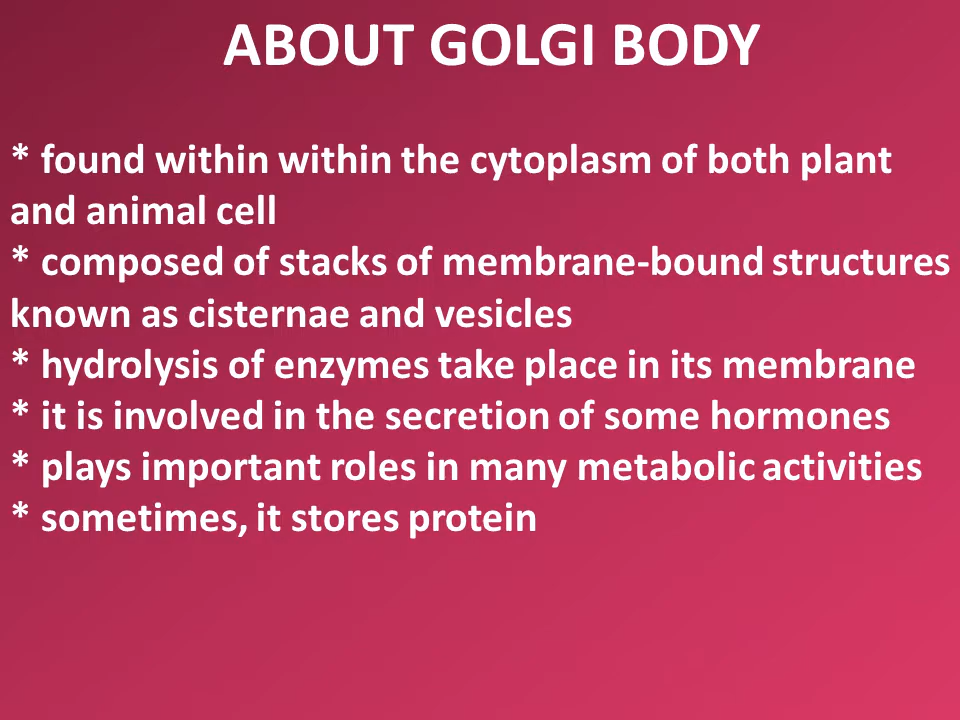 ABOUT GOLGI BODY
* found within within the cytoplasm of both plant
and animal cell
* composed of stacks of membrane-bound structures
known as cisternae and vesicles
* hydrolysis of enzymes take place in its membrane
* it is involved in the secretion of some hormones
* plays important roles in many metabolic activities
* sometimes, it stores protein